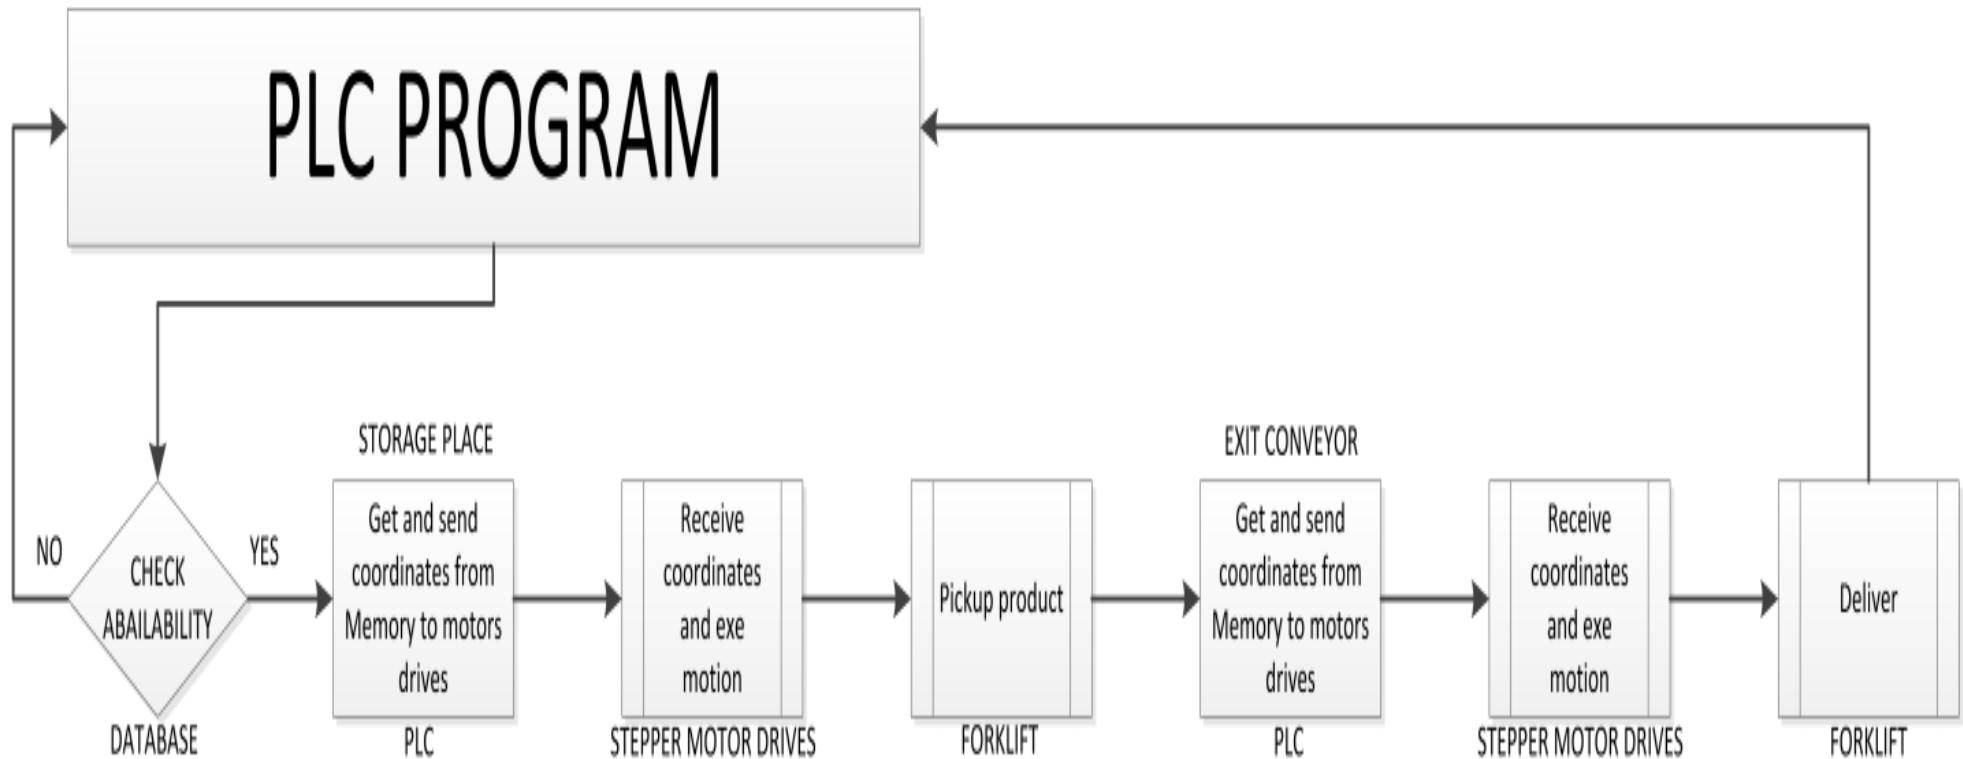 PLC PROGRAM
STORAGE PLACE
EXIT CONVEYOR
NO
YES
CHECK
ABAILABILITY
DATABASE
Get and send
coordinates from
Memory to motors
drives
PLC
Receive
coordinates
and exe
motion
STEPPER MOTOR DRIVES
Pickup product
FORKLIFT
Get and send
coordinates from
Memory to motors
drives
PLC
Receive
coordinates
and exe
motion
STEPPER MOTOR DRIVES
Deliver
FORKLIFT